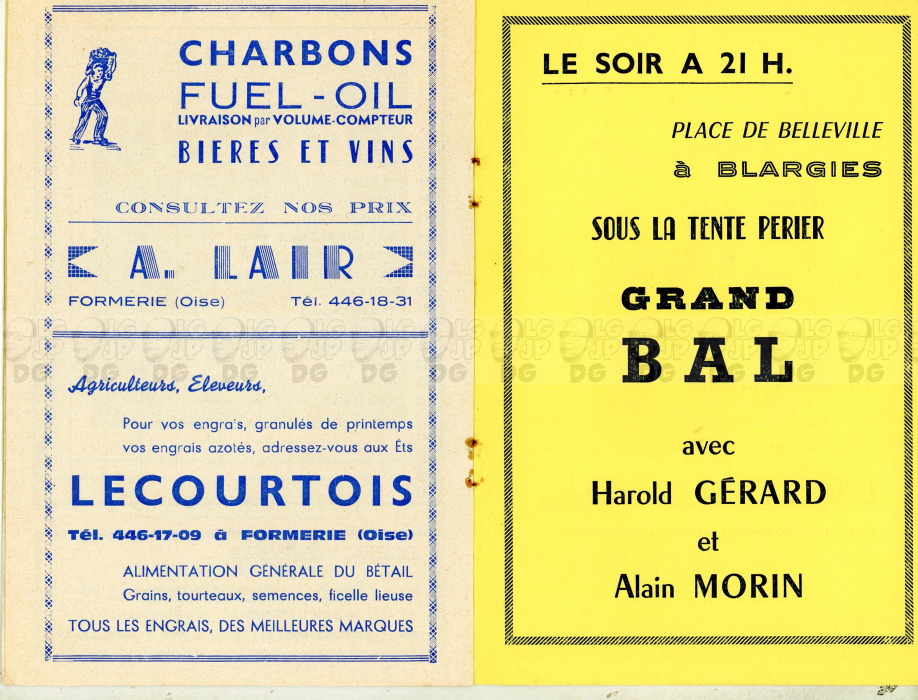 CHARBONS
FUEL-OIL
LIVRAISON par VOLUME-COMPTEUR
BIERES ET VINS
CONSULTEZ NOS PRIX
A. LAIR
FORMERIE (Oise) Tél. 446-18-31
Agriculteurs, Eleveurs,
Pour vos engra's, granulés de printemps
vos engrais azotés, adressez-vous aux Éts
LECOURTOIS
Tél. 446-17-09 à FORMERIE (Oise)
ALIMENTATION GÉNÉRALE DU BÉTAIL
Grains, tourteaux, semences, ficelle lieuse
TOUS LES ENGRAIS, DES MEILLEURES MARQUES
LE SOIR A 21 H.
PLACE DE BELLEVILLE
à BLARGIES
SOUS LA TENTE PERIER
GRAND
BAL
avec
Harold GÉRARD
et
Alain MORIN